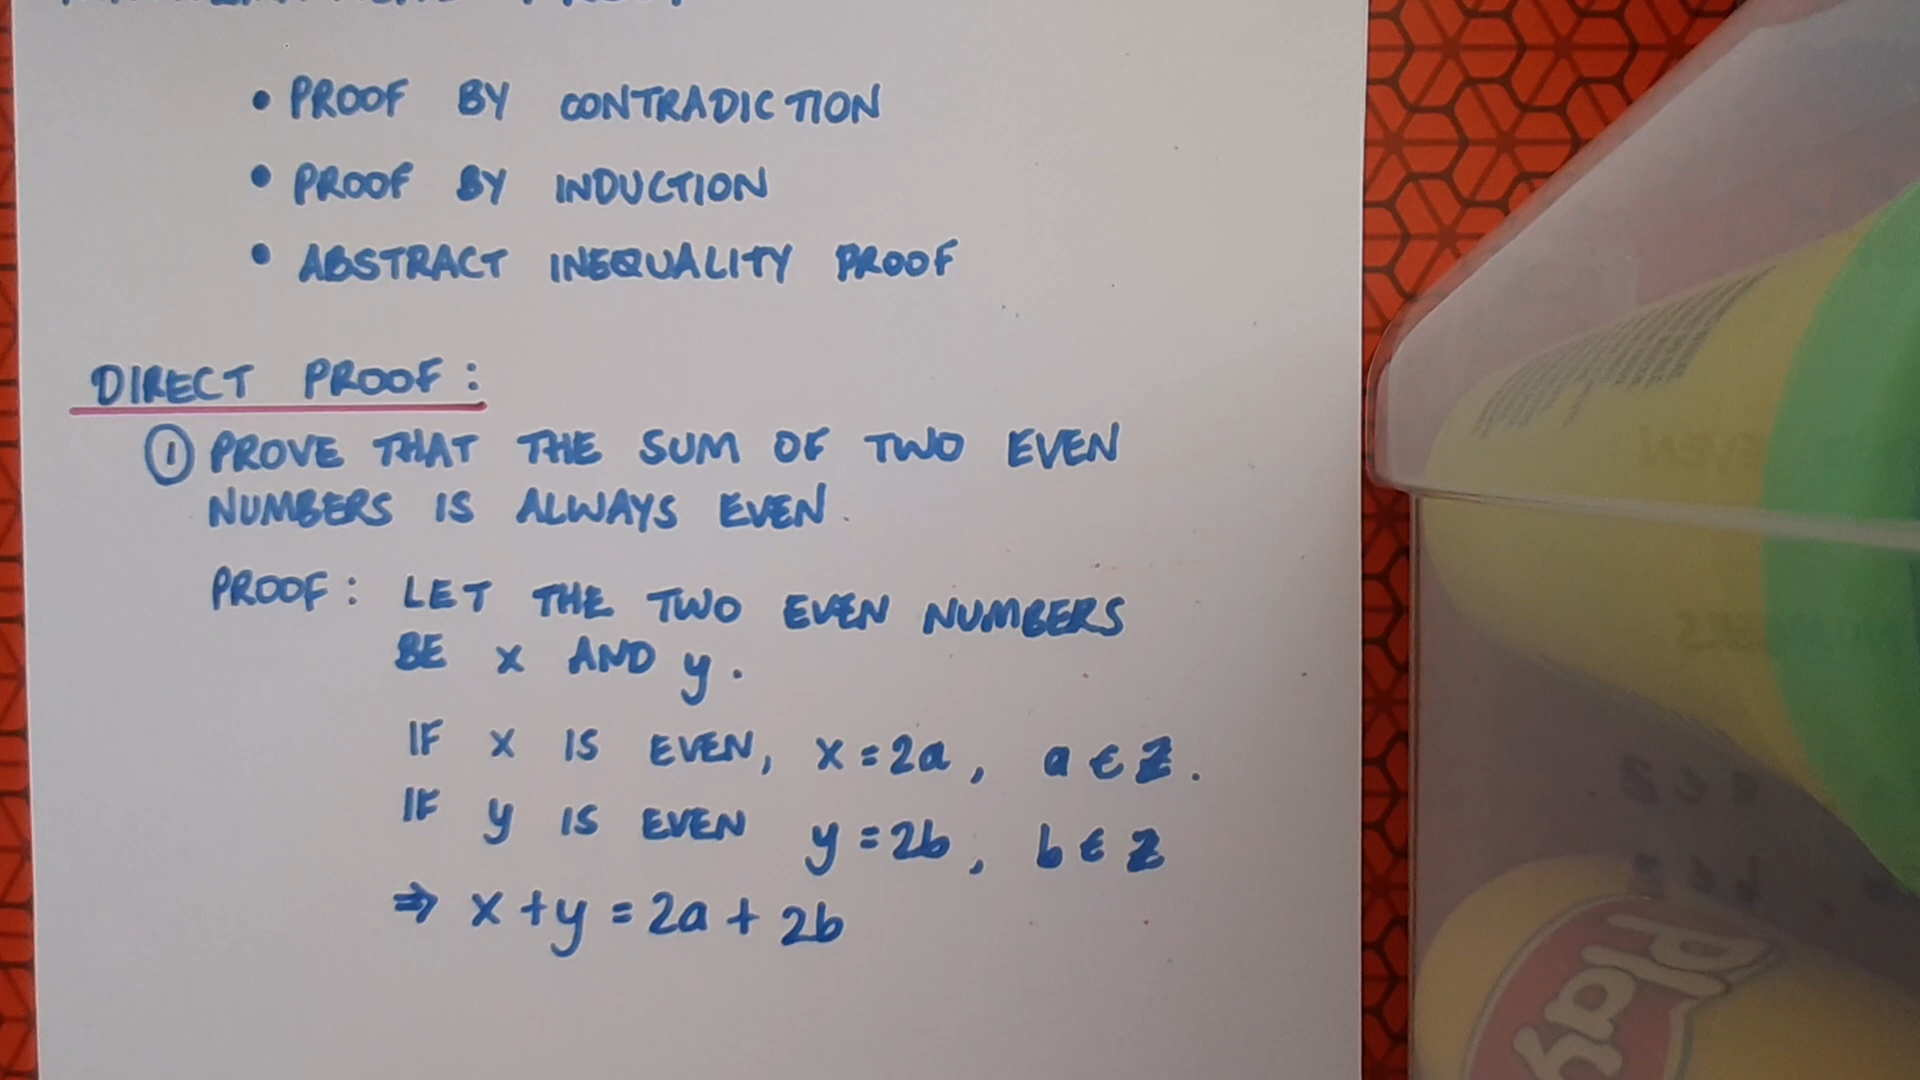 • PROOF BY CONTRADICTION
• PROOF BY INDUCTION
• ABSTRACT INEQUALITY PROOF
DIRECT PROOF:
① PROVE THAT THE SUM OF TWO EVEN
NUMBERS IS ALWAYS EVEN.
PROOF: LET THE TWO EVEN NUMBERS
BE x AND y.
IF x IS EVEN, x=2a, a∈Z.
IF y IS EVEN y=2b, b∈Z
⇒ x+y=2a+2b
Play